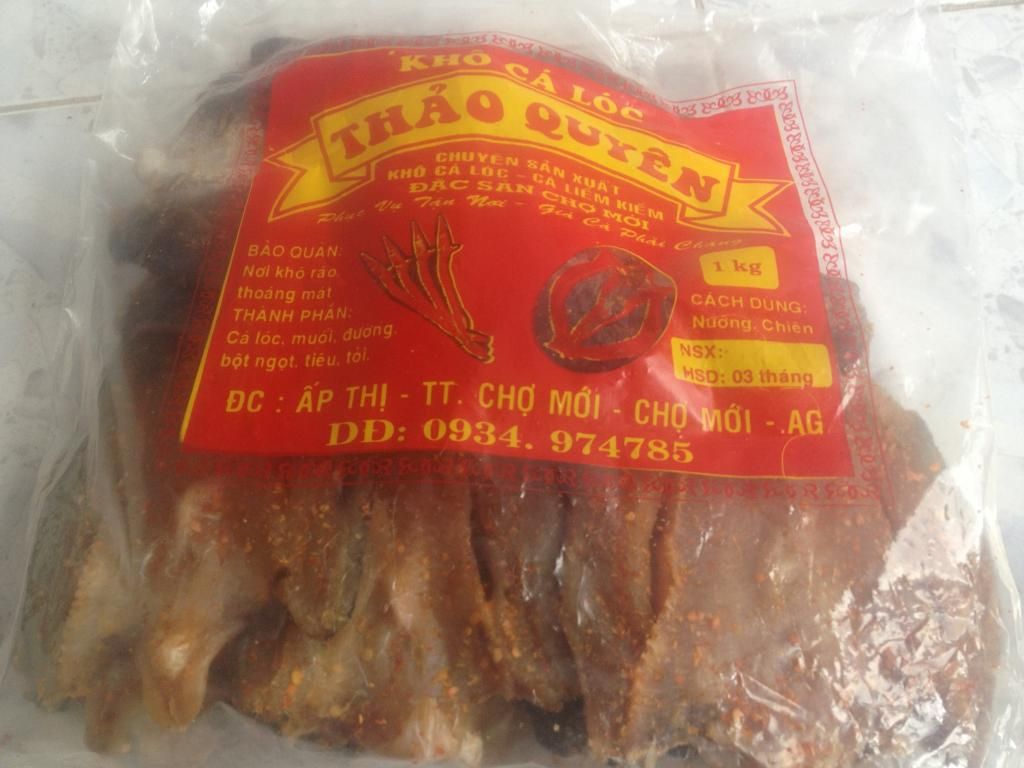 KHÔ CÁ LÓC
THẢO QUYÊN
CHUYÊN SẢN XUẤT
KHÔ CÁ LÓC - CÁ LIỀM KIẾM
ĐẶC SẢN CHỢ MỚI
Phục Vụ Tận Nơi - Giá Cả Phải Chăng
BẢO QUẢN:
Nơi khô ráo,
thoáng mát
THÀNH PHẦN:
Cá lóc, muối, đường,
bột ngọt, tiêu, tỏi.
1 kg
CÁCH DÙNG:
Nướng, Chiên
NSX:
HSD: 03 tháng
ĐC : ẤP THỊ - TT. CHỢ MỚI - CHỢ MỚI - .AG
DĐ: 0934. 974785